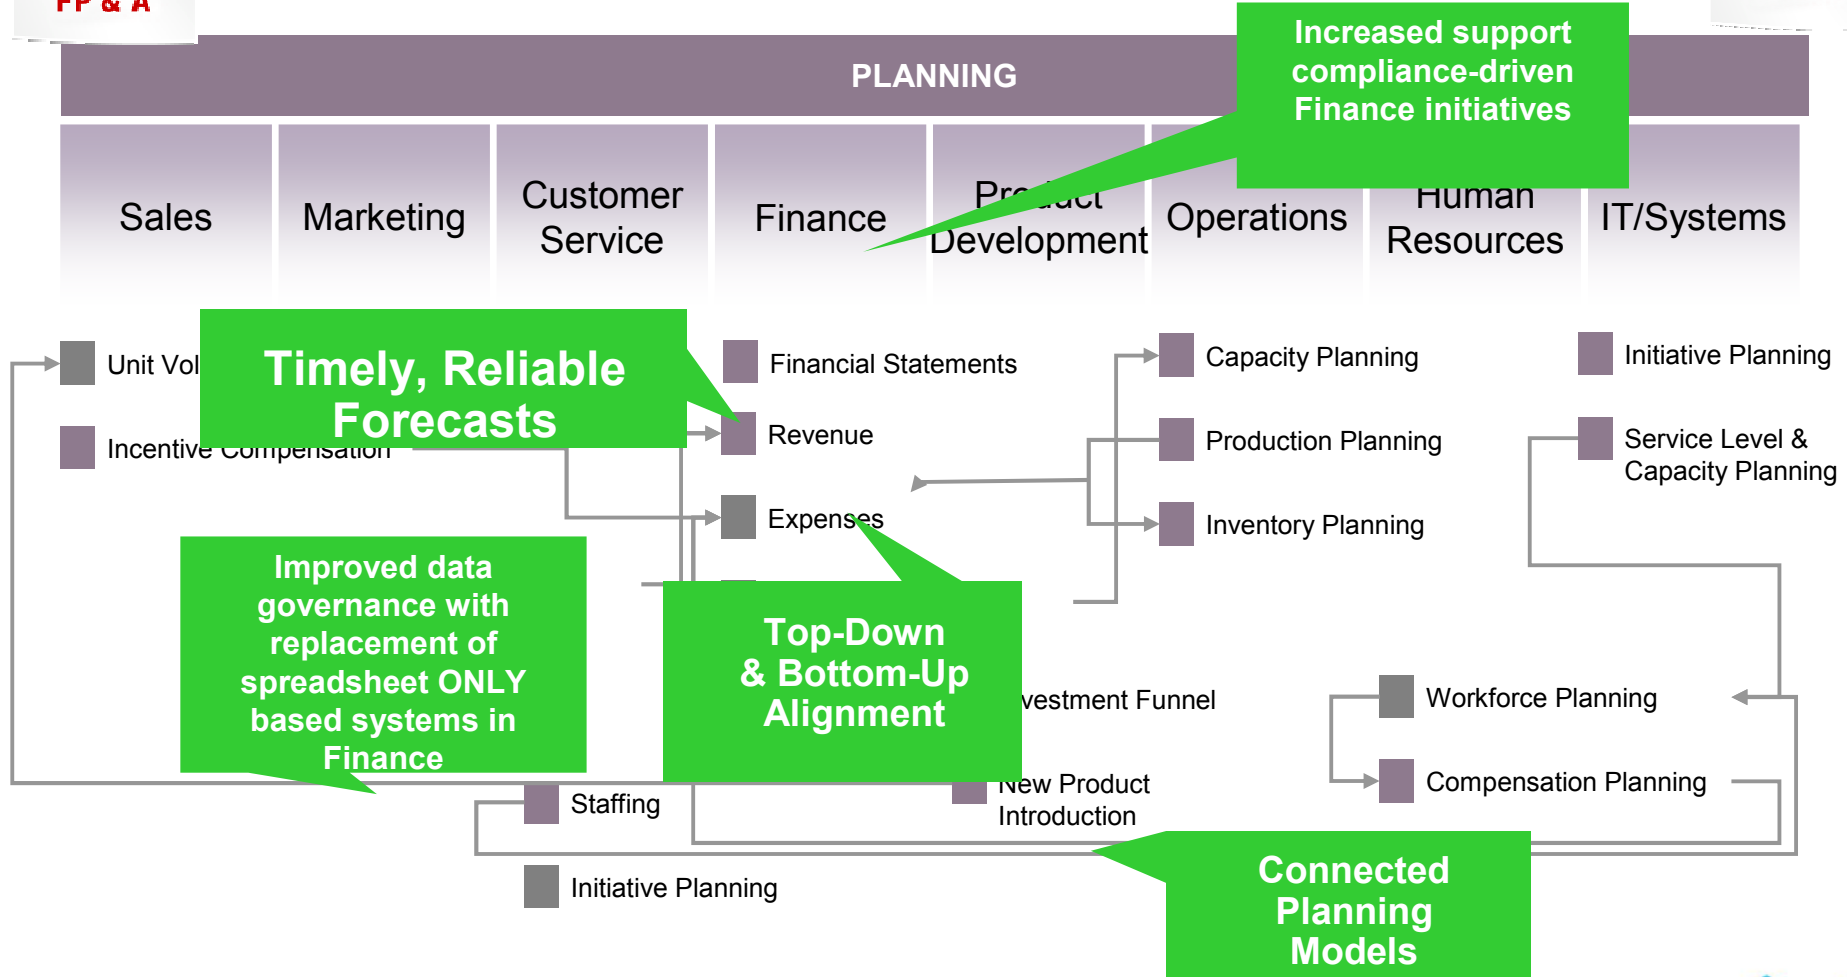 FP & A
PLANNING
Increased support
compliance-driven
Finance initiatives
Sales
Marketing
Customer
Service
Finance
Product
Development
Operations
Human
Resources
IT/Systems
Unit Vol
Incentive Compensation
Timely, Reliable
Forecasts
Financial Statements
Revenue
Expenses
Capacity Planning
Production Planning
Inventory Planning
Initiative Planning
Service Level &
Capacity Planning
Improved data
governance with
replacement of
spreadsheet ONLY
based systems in
Finance
Top-Down
& Bottom-Up
Alignment
vestment Funnel
New Product
Introduction
Workforce Planning
Compensation Planning
Staffing
Initiative Planning
Connected
Planning
Models